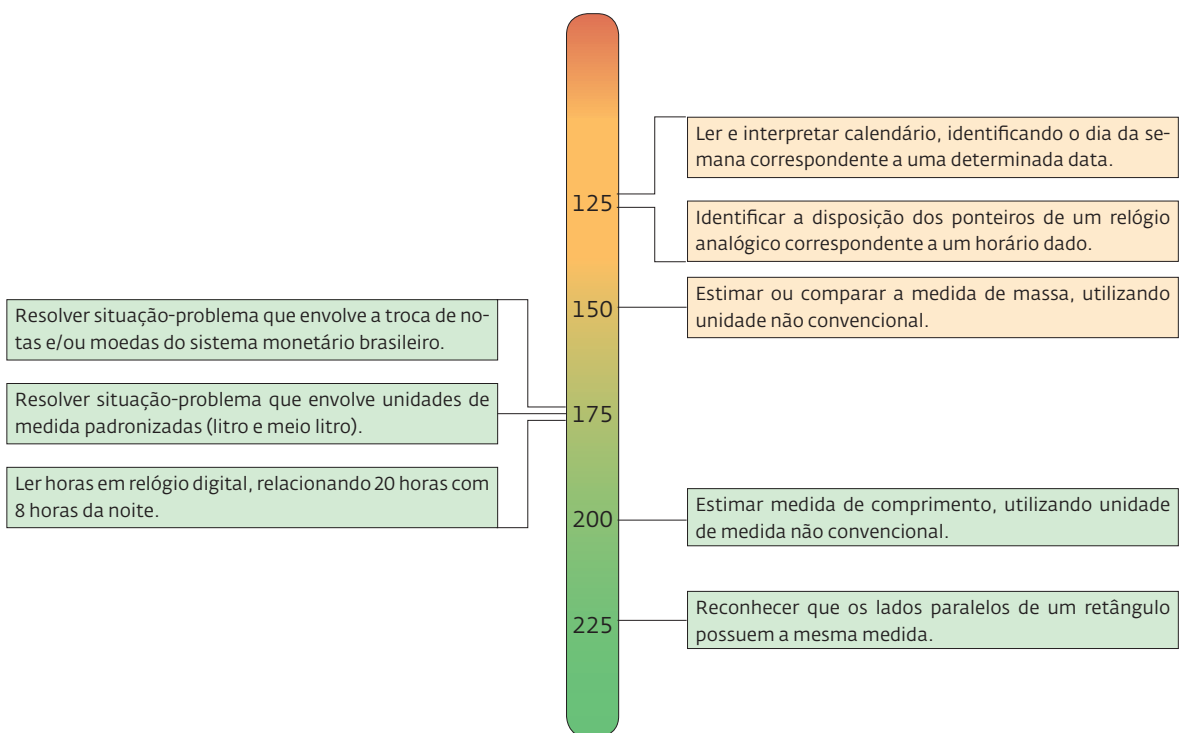 Ler e interpretar calendário, identificando o dia da se-
mana correspondente a uma determinada data.
125
Identificar a disposição dos ponteiros de um relógio
analógico correspondente a um horário dado.
Estimar ou comparar a medida de massa, utilizando
unidade não convencional.
150
Resolver situação-problema que envolve a troca de no-
tas e/ou moedas do sistema monetário brasileiro.
Resolver situação-problema que envolve unidades de
medida padronizadas (litro e meio litro).
175
Ler horas em relógio digital, relacionando 20 horas com
8 horas da noite.
Estimar medida de comprimento, utilizando unidade
de medida não convencional.
200
Reconhecer que os lados paralelos de um retângulo
possuem a mesma medida.
225